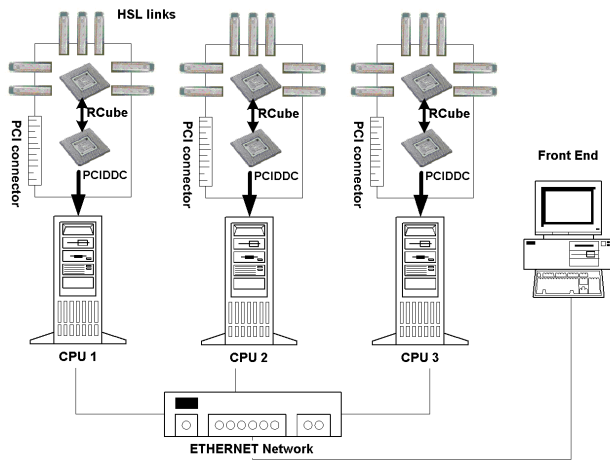 HSL links
RCube
RCube
RCube
PCI connector
PCI connector
PCI connector
PCIDDC
PCIDDC
PCIDDC
Front End
CPU 1
CPU 2
CPU 3
ETHERNET Network